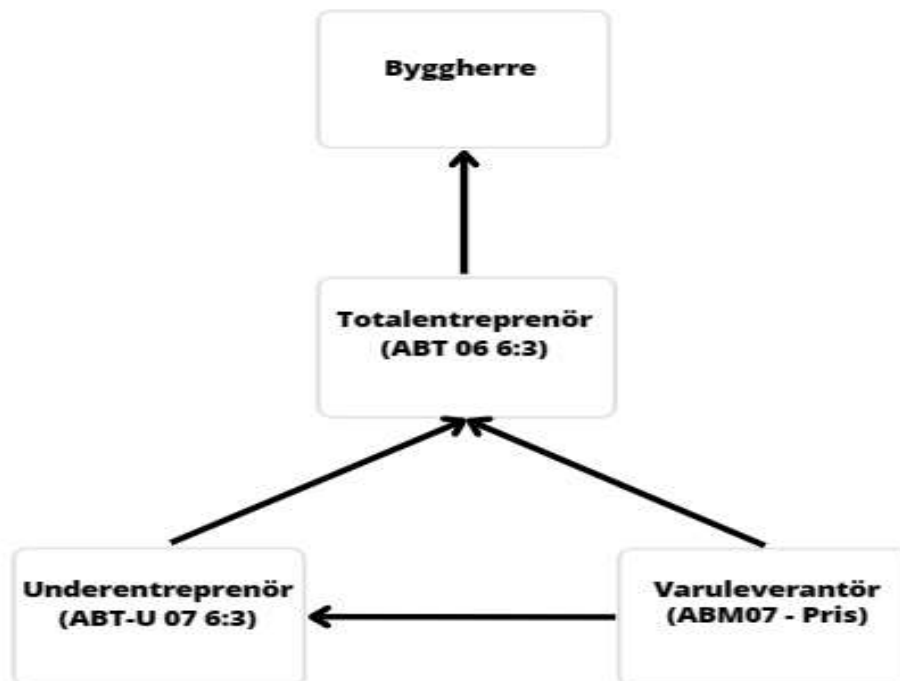 Byggherre
Totalentreprenör
(ABT 06 6:3)
Underentreprenör
(ABT-U 07 6:3)
Varuleverantör
(ABM07 - Pris)